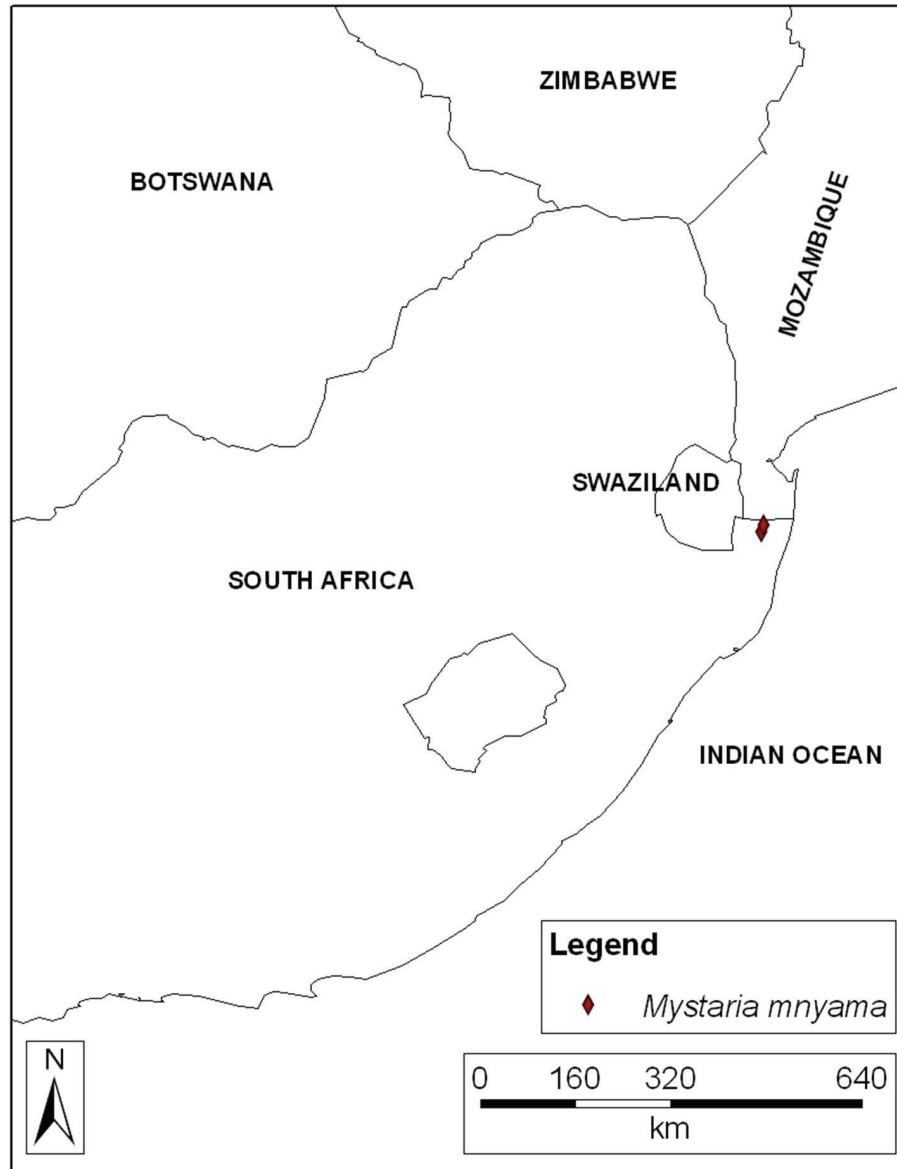 ZIMBABWE
BOTSWANA
MOZAMBIQUE
SWAZILAND
SOUTH AFRICA
INDIAN OCEAN
Legend
Mystaria mnyama
N
0 160 320 640
km